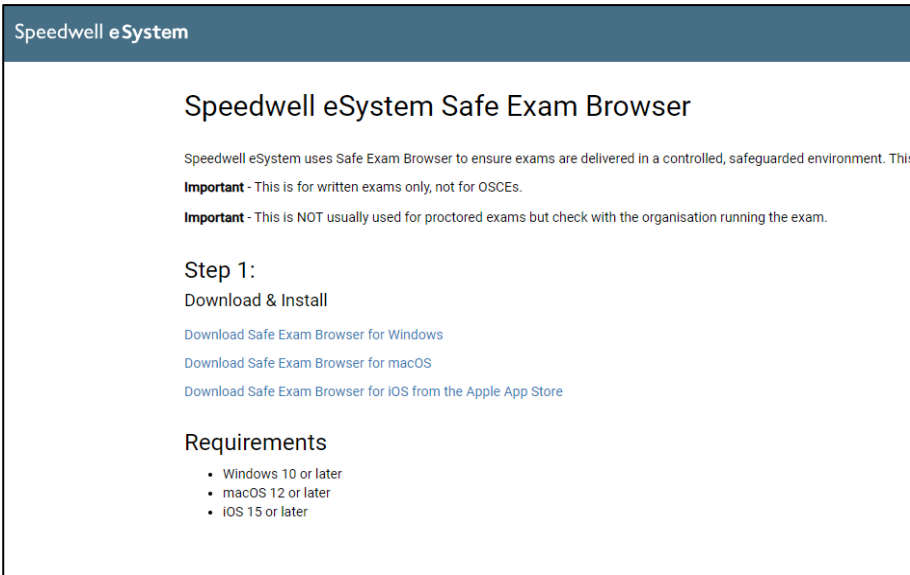 Speedwell eSystem
Speedwell eSystem Safe Exam Browser
Speedwell eSystem uses Safe Exam Browser to ensure exams are delivered in a controlled, safeguarded environment. This
Important - This is for written exams only, not for OSCEs.
Important - This is NOT usually used for proctored exams but check with the organisation running the exam.
Step 1:
Download & Install
Download Safe Exam Browser for Windows
Download Safe Exam Browser for macOS
Download Safe Exam Browser for iOS from the Apple App Store
Requirements
• Windows 10 or later
• macOS 12 or later
• iOS 15 or later